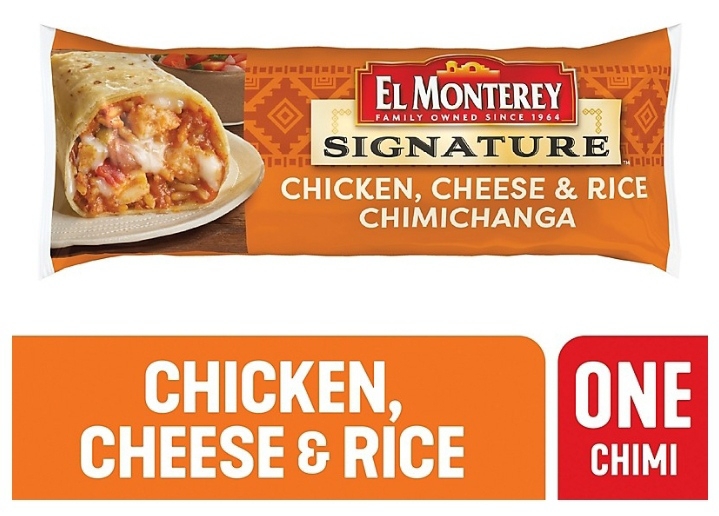 EL MONTEREY
FAMILY OWNED SINCE 1964
SIGNATURE
CHICKEN, CHEESE & RICE
CHIMICHANGA
CHICKEN,
CHEESE & RICE
ONE
CHIMI